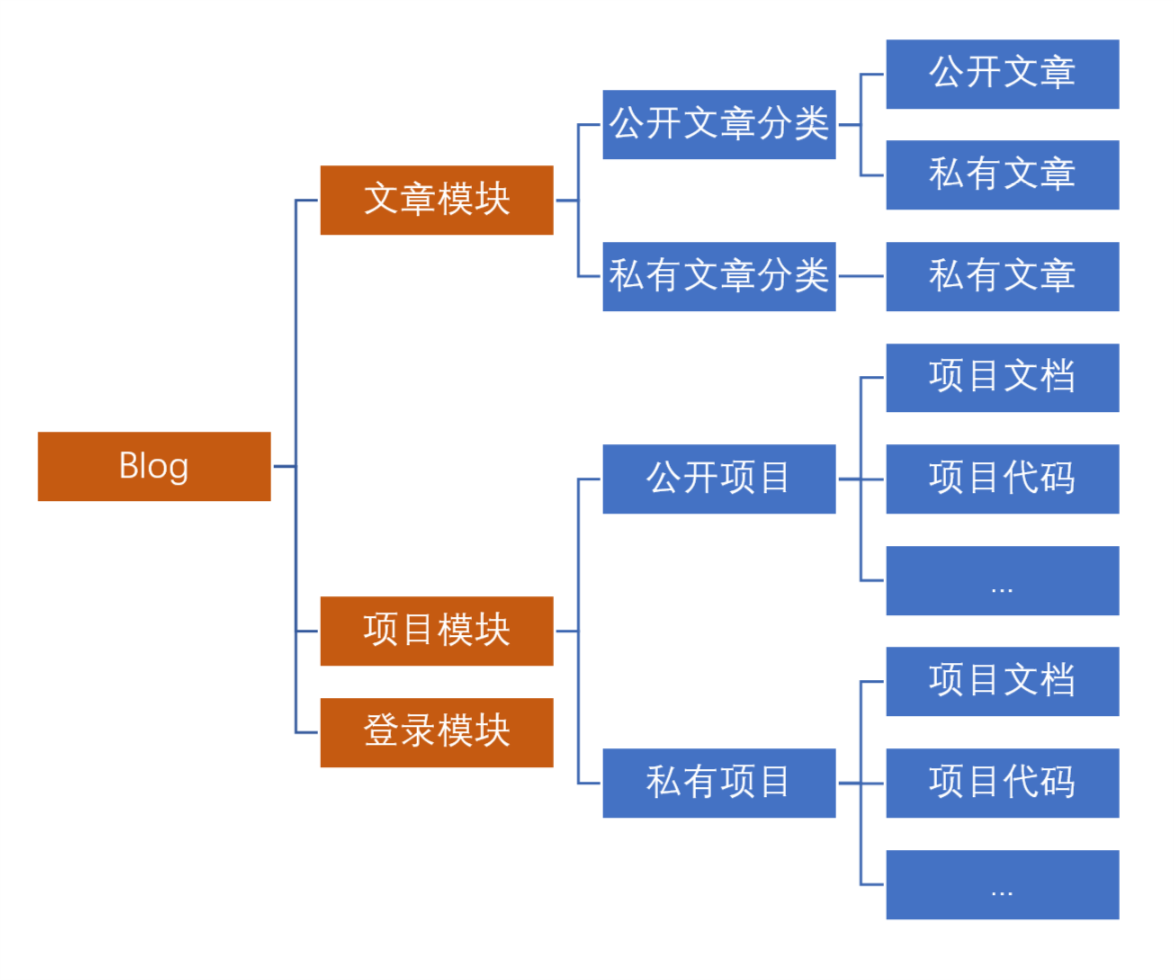 Blog
文章模块
公开文章分类
公开文章
私有文章
私有文章分类
私有文章
项目模块
公开项目
项目文档
项目代码
...
私有项目
项目文档
项目代码
...
登录模块